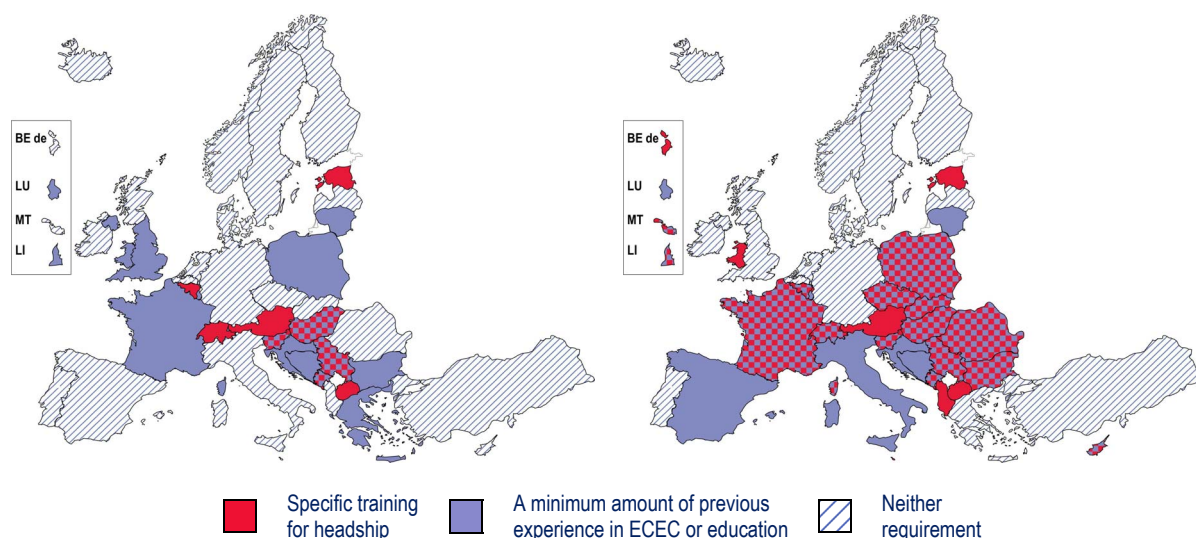 BE de
LU
MT
LI
BE de
LU
MT
LI
Specific training
for headship
A minimum amount of previous
experience in ECEC or education
Neither
requirement